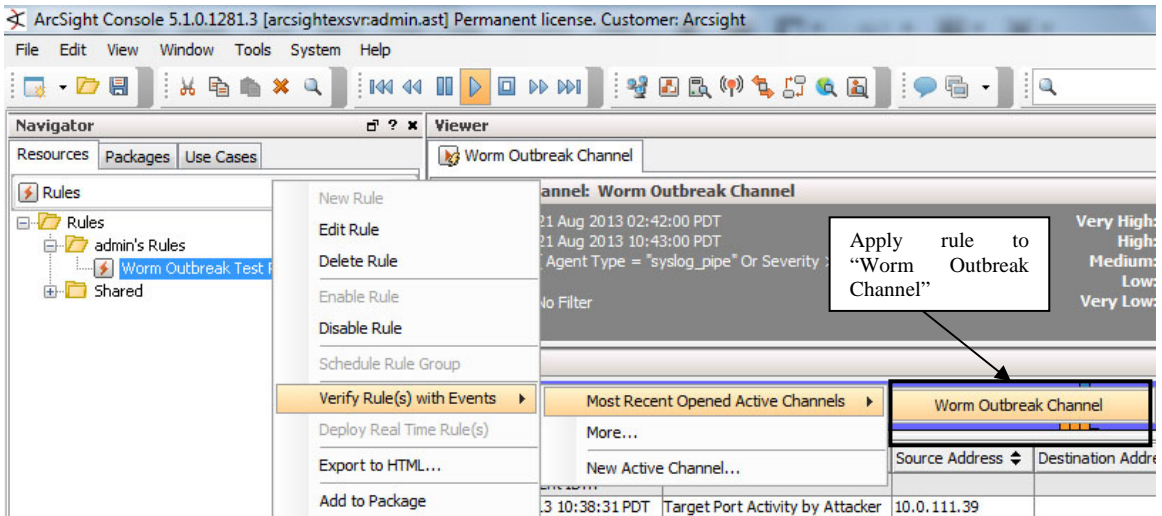 ArcSight Console 5.1.0.1281.3 [arcsightexsvr:admin.ast] Permanent license. Customer: Arcsight
File Edit View Window Tools System Help
Navigator
Viewer
Resources Packages Use Cases
Worm Outbreak Channel
Rules
Rules
admin's Rules
Worm Outbreak Test
Shared
New Rule
Edit Rule
Delete Rule
Enable Rule
Disable Rule
Schedule Rule Group
Verify Rule(s) with Events
Deploy Real Time Rule(s)
Export to HTML...
Add to Package
annel: Worm Outbreak Channel
21 Aug 2013 02:42:00 PDT
21 Aug 2013 10:43:00 PDT
Agent Type = "syslog_pipe" Or Severity >
No Filter
Very High:
High:
Medium:
Low:
Very Low:
Apply rule to
“Worm Outbreak
Channel”
Most Recent Opened Active Channels
More...
New Active Channel...
Worm Outbreak Channel
Source Address Destination Addre
.3 10:38:31 PDT Target Port Activity by Attacker 10.0.111.39